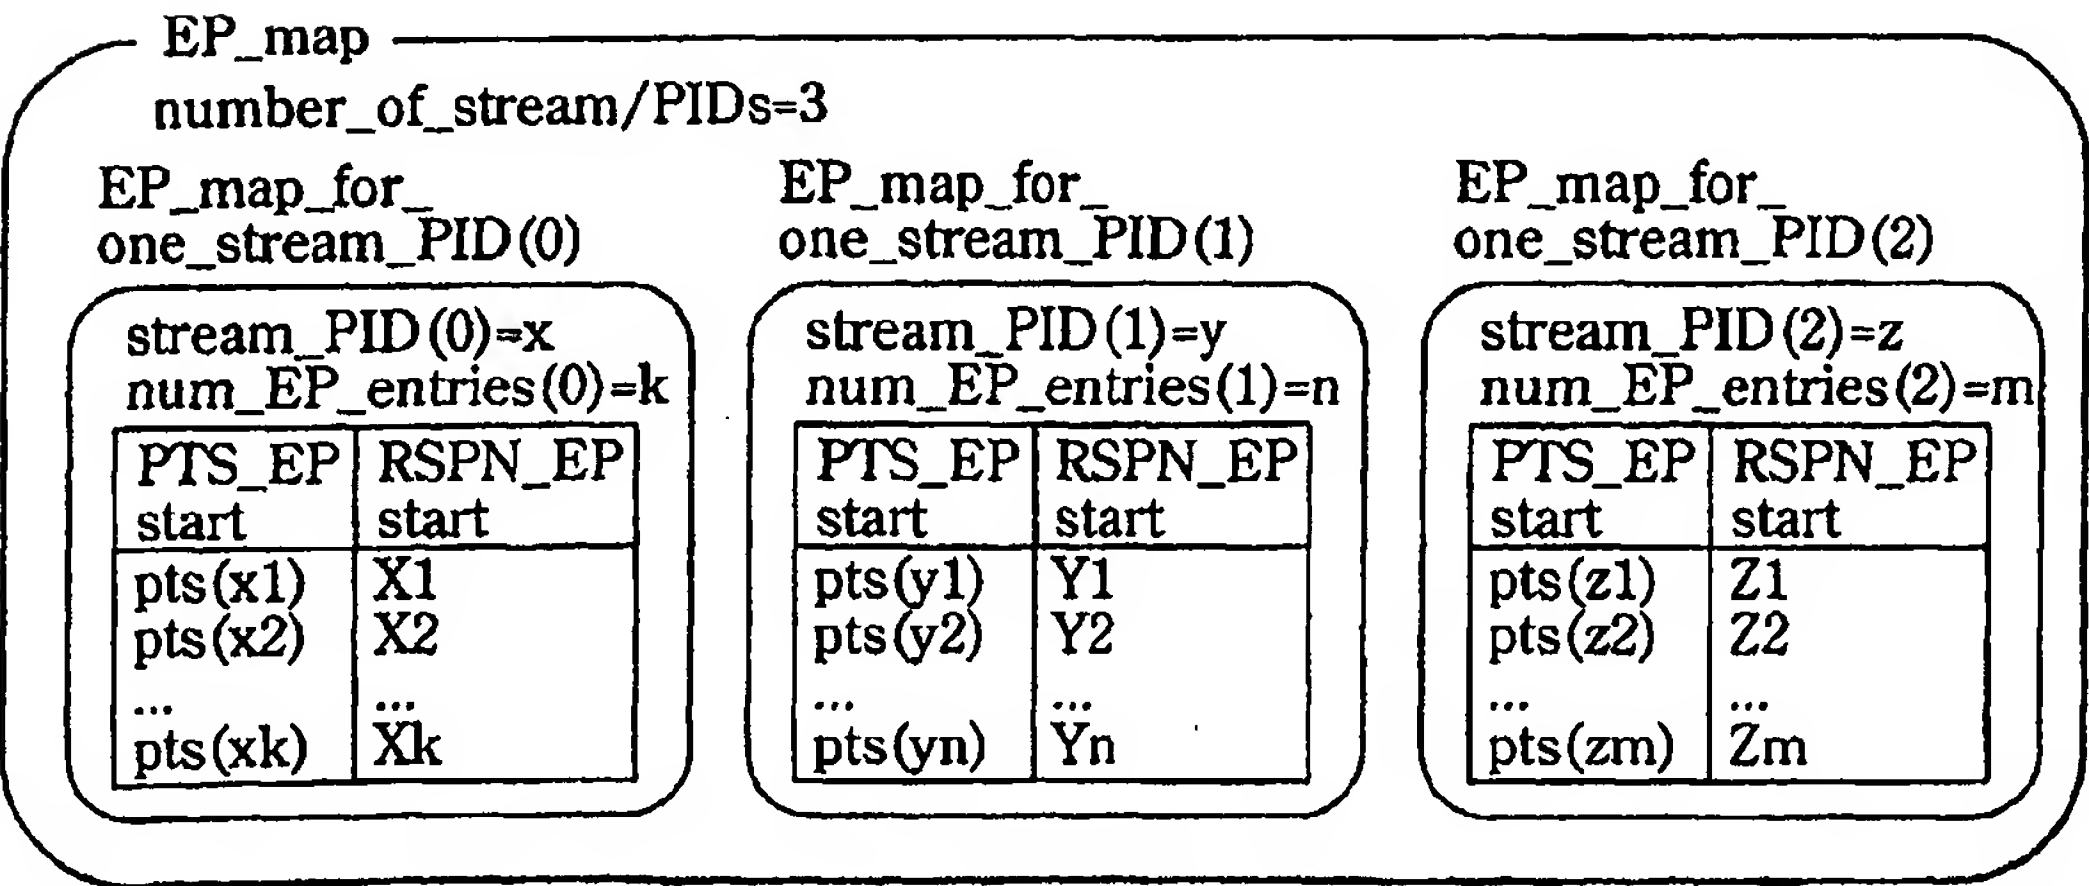 EP_map
number_of_stream/PIDs=3
EP_map_for_
one_stream_PID(0)
stream_PID(0)=x
num_EP_entries(0)=k
PTS_EP RSPN_EP
start start
pts(x1) X1
pts(x2) X2
... ...
pts(xk) Xk
EP_map_for_
one_stream_PID(1)
stream_PID(1)=y
num_EP_entries(1)=n
PTS_EP RSPN_EP
start start
pts(y1) Y1
pts(y2) Y2
... ...
pts(yn) Yn
EP_map_for_
one_stream_PID(2)
stream_PID(2)=z
num_EP_entries(2)=m
PTS_EP RSPN_EP
start start
pts(z1) Z1
pts(z2) Z2
... ...
pts(zm) Zm